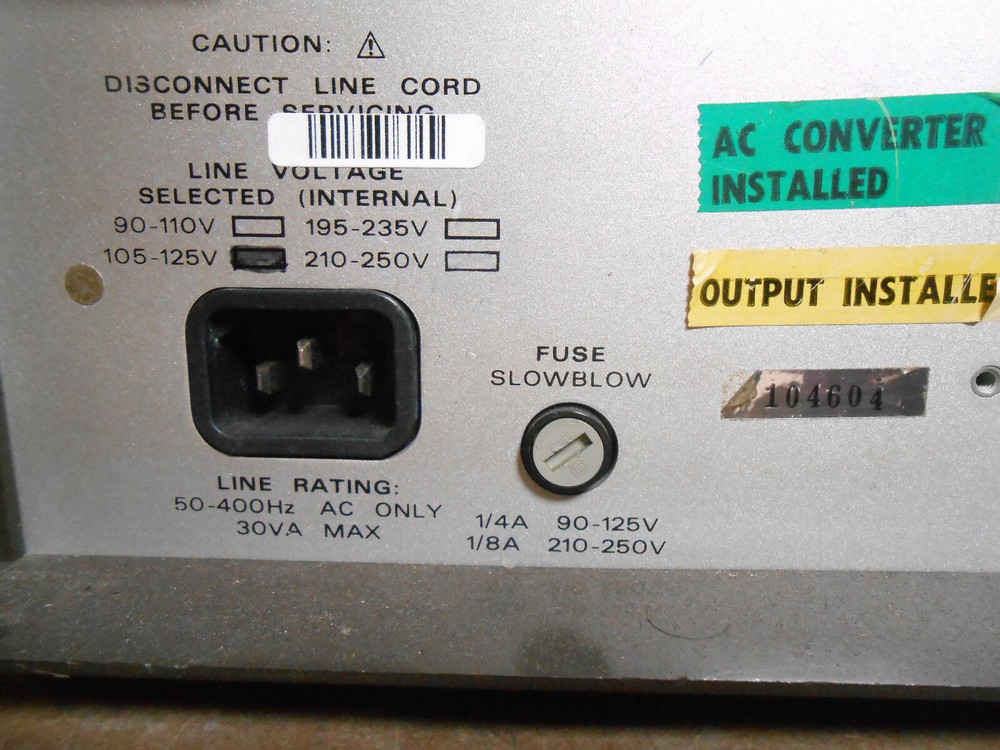 CAUTION:
DISCONNECT LINE CORD
BEFORE SERVICING
LINE VOLTAGE
SELECTED (INTERNAL)
90-110V 195-235V
105-125V 210-250V
AC CONVERTER
INSTALLED
OUTPUT INSTALLE
FUSE
SLOWBLOW
104604
LINE RATING:
50-400Hz AC ONLY
30VA MAX
1/4A 90-125V
1/8A 210-250V